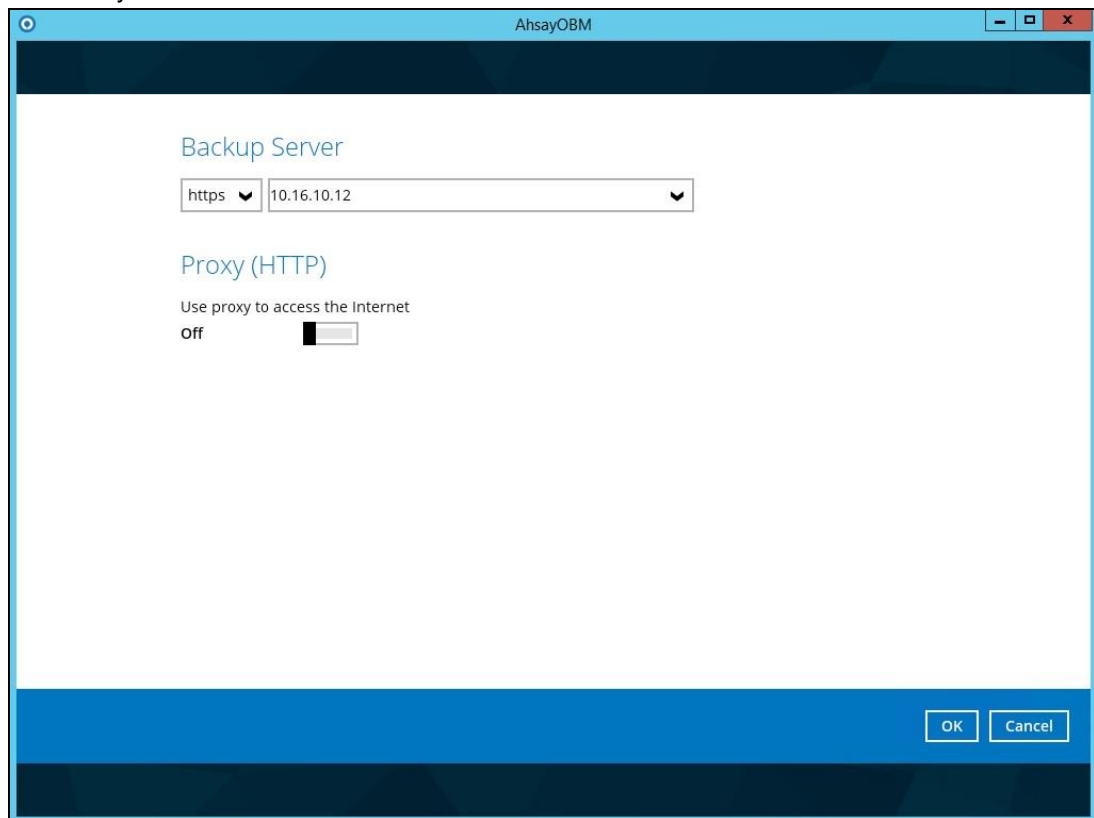 AhsayOBM
Backup Server
https 10.16.10.12
Proxy (HTTP)
Use proxy to access the Internet
Off
OK Cancel